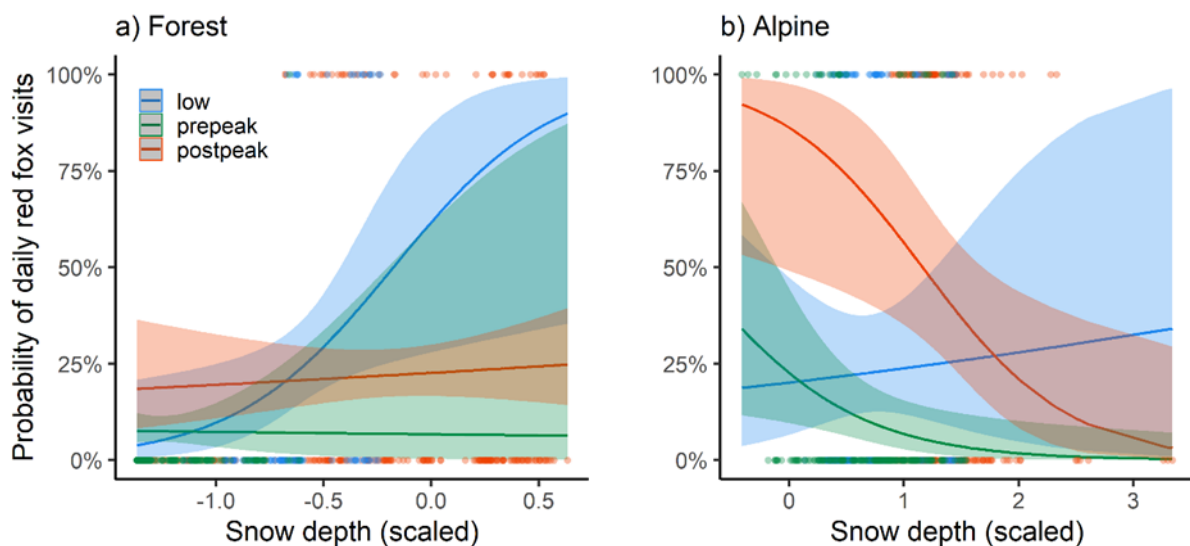 a) Forest
b) Alpine
Probability of daily red fox visits
100%
75%
50%
25%
0%
low
prepeak
postpeak
-1.0
-0.5
0.0
0.5
Snow depth (scaled)
100%
75%
50%
25%
0%
0
1
2
3
Snow depth (scaled)